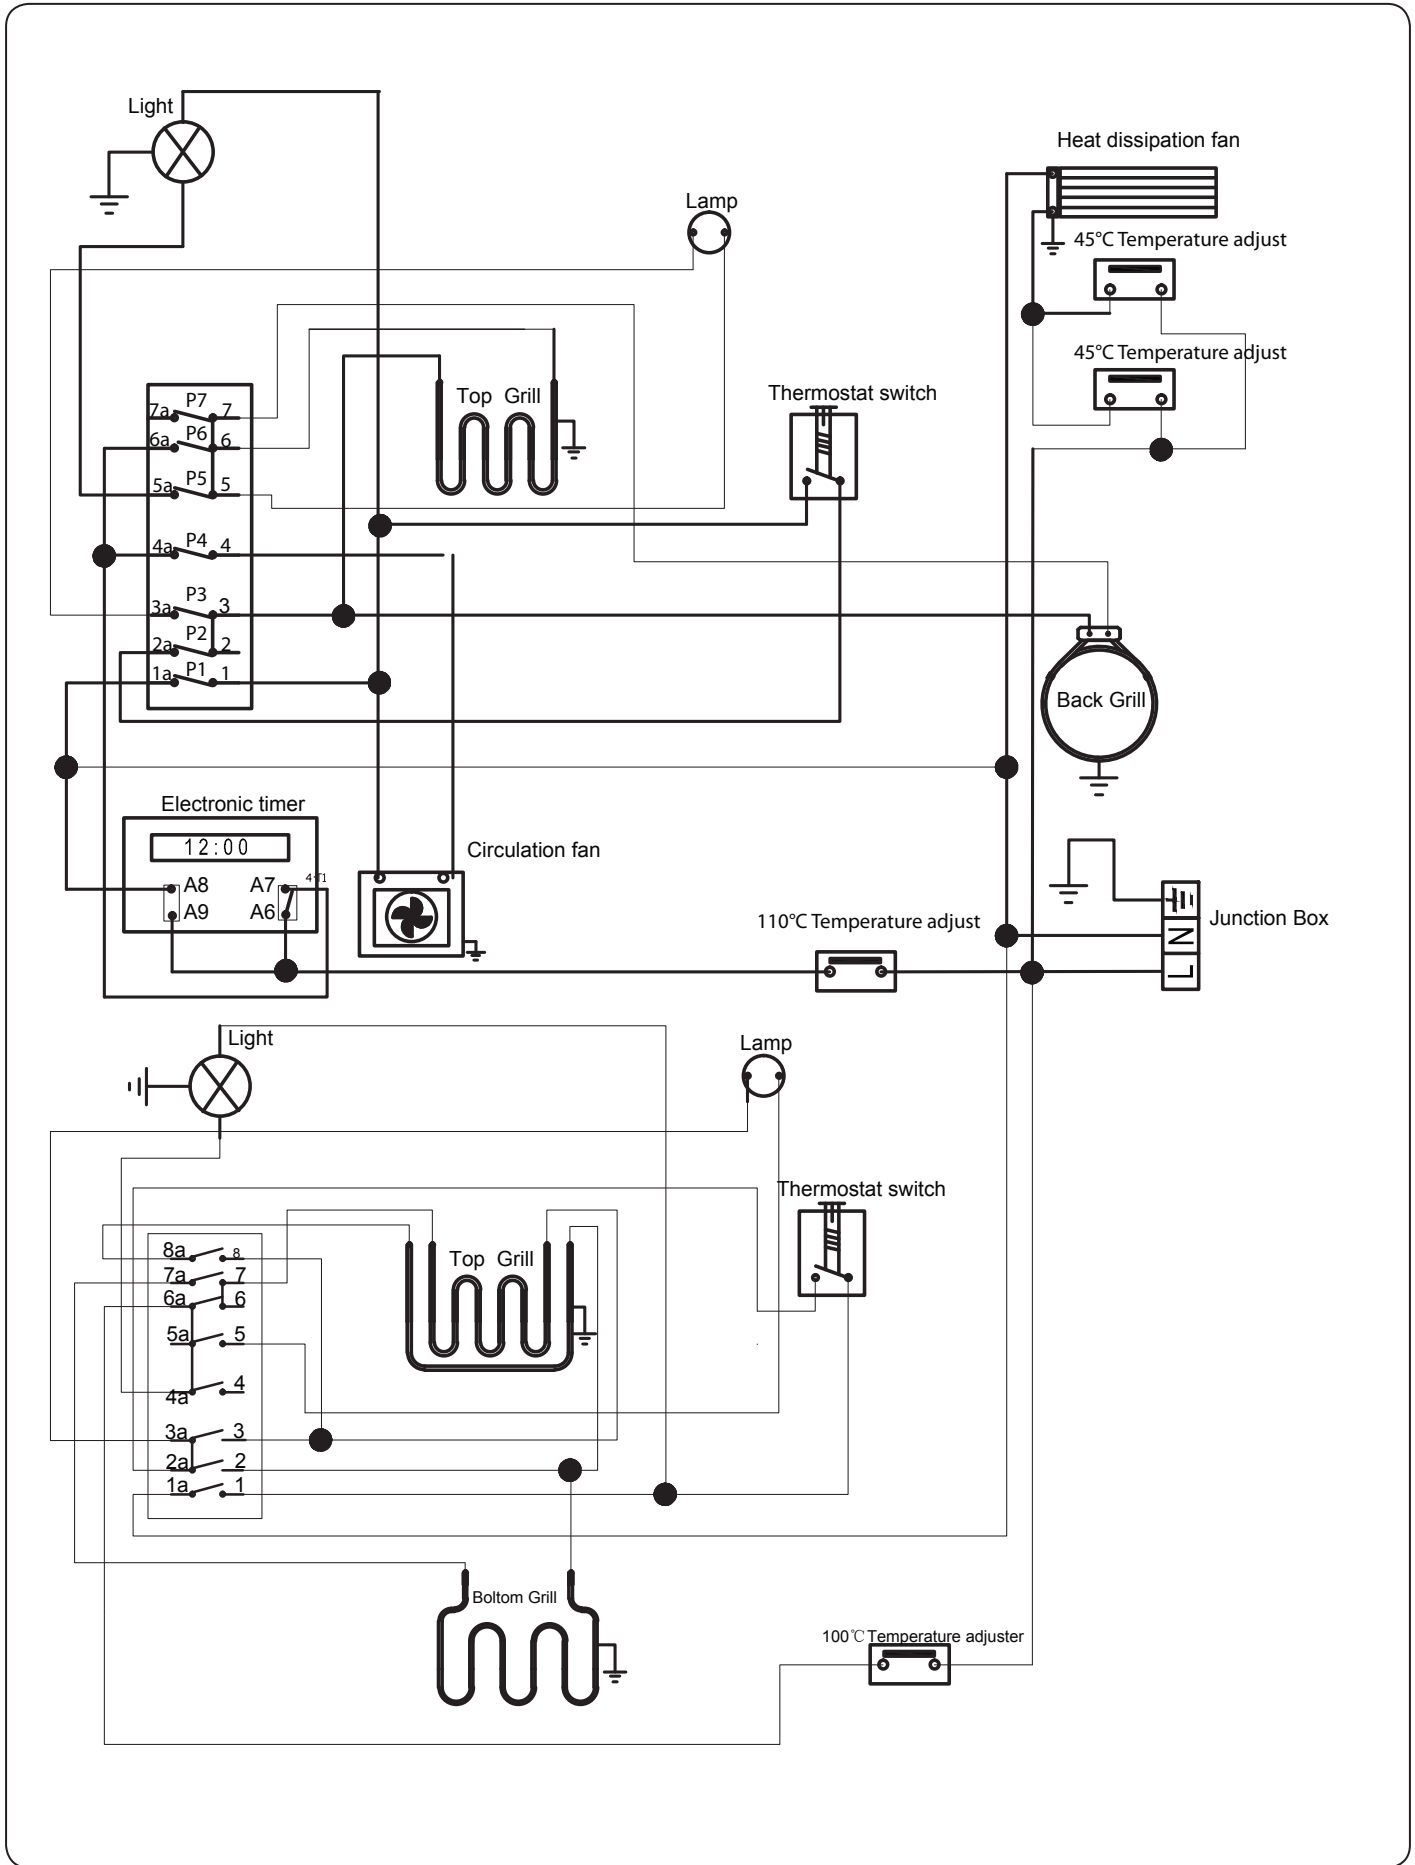 Light
Heat dissipation fan
Lamp
45°C Temperature adjust
45°C Temperature adjust
Top Grill
Thermostat switch
7a P7 7
6a P6 6
5a P5 5
4a P4 4
3a P3 3
2a P2 2
1a P1 1
Back Grill
Electronic timer
12:00
A8 A7
A9 A6
Circulation fan
110°C Temperature adjust
Junction Box
N
L
Light
Lamp
Thermostat switch
Top Grill
8a 8
7a 7
6a 6
5a 5
4a 4
3a 3
2a 2
1a 1
Boltom Grill
100℃ Temperature adjuster